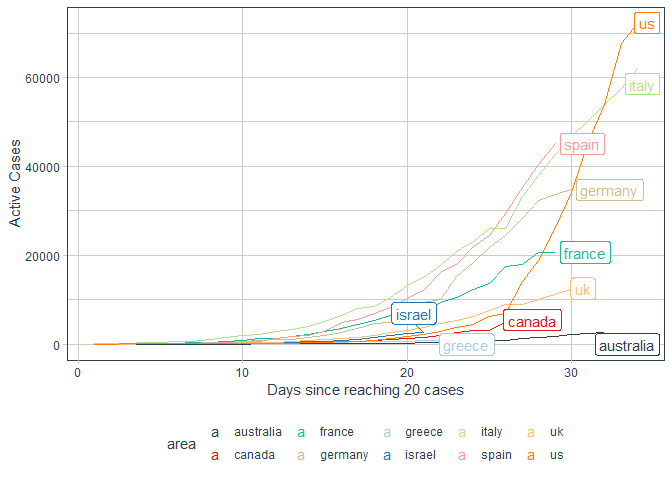 us
60000
italy
Active Cases
spain
40000
germany
france
20000
uk
israel
canada
greece
australia
0
0 10 20 30
Days since reaching 20 cases
area
a australia a france a greece a italy a uk
a canada a germany a israel a spain a us